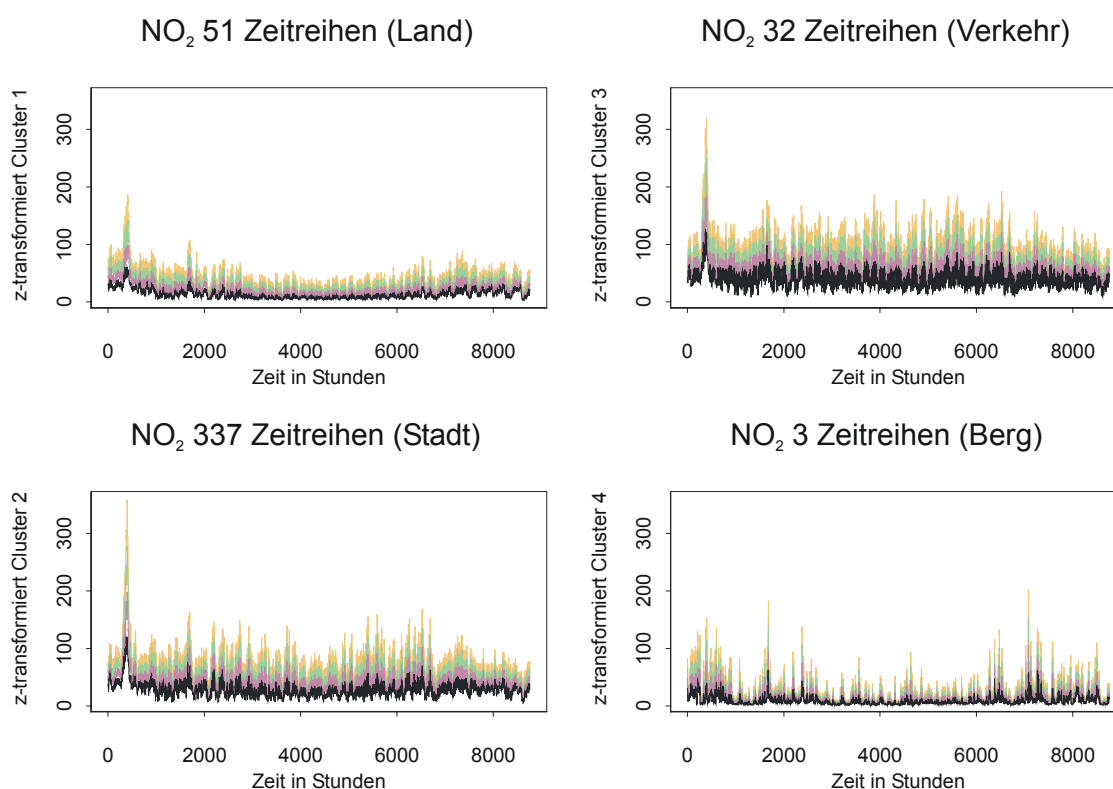 NO₂ 51 Zeitreihen (Land)
z-transformiert Cluster 1
300
200
100
0
0 2000 4000 6000 8000
Zeit in Stunden
NO₂ 32 Zeitreihen (Verkehr)
z-transformiert Cluster 3
300
200
100
0
0 2000 4000 6000 8000
Zeit in Stunden
NO₂ 337 Zeitreihen (Stadt)
z-transformiert Cluster 2
300
200
100
0
0 2000 4000 6000 8000
Zeit in Stunden
NO₂ 3 Zeitreihen (Berg)
z-transformiert Cluster 4
300
200
100
0
0 2000 4000 6000 8000
Zeit in Stunden